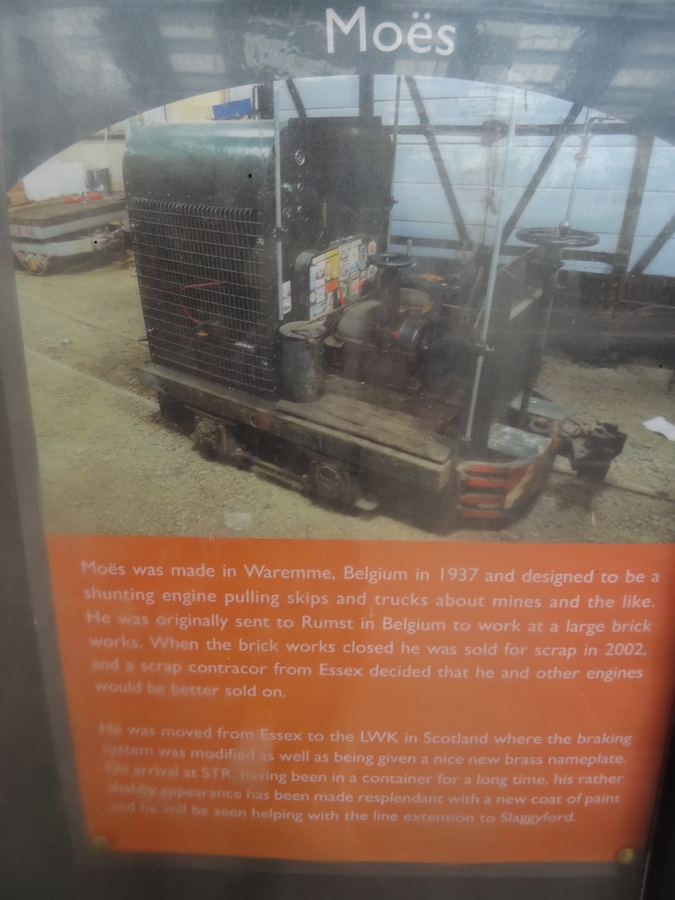 Moës
Moës was made in Waremme, Belgium in 1937 and designed to be a
shunting engine pulling skips and trucks about mines and the like.
He was originally sent to Rumst in Belgium to work at a large brick
works. When the brick works closed he was sold for scrap in 2002,
and a scrap contracor from Essex decided that he and other engines
would be better sold on.
He was moved from Essex to the LWK in Scotland where the braking
system was modified as well as being given a nice new brass nameplate.
On arrival at STR, having been in a container for a long time, his rather
shabby appearance has been made resplendant with a new coat of paint
and he will be seen helping with the line extension to Slaggyford.